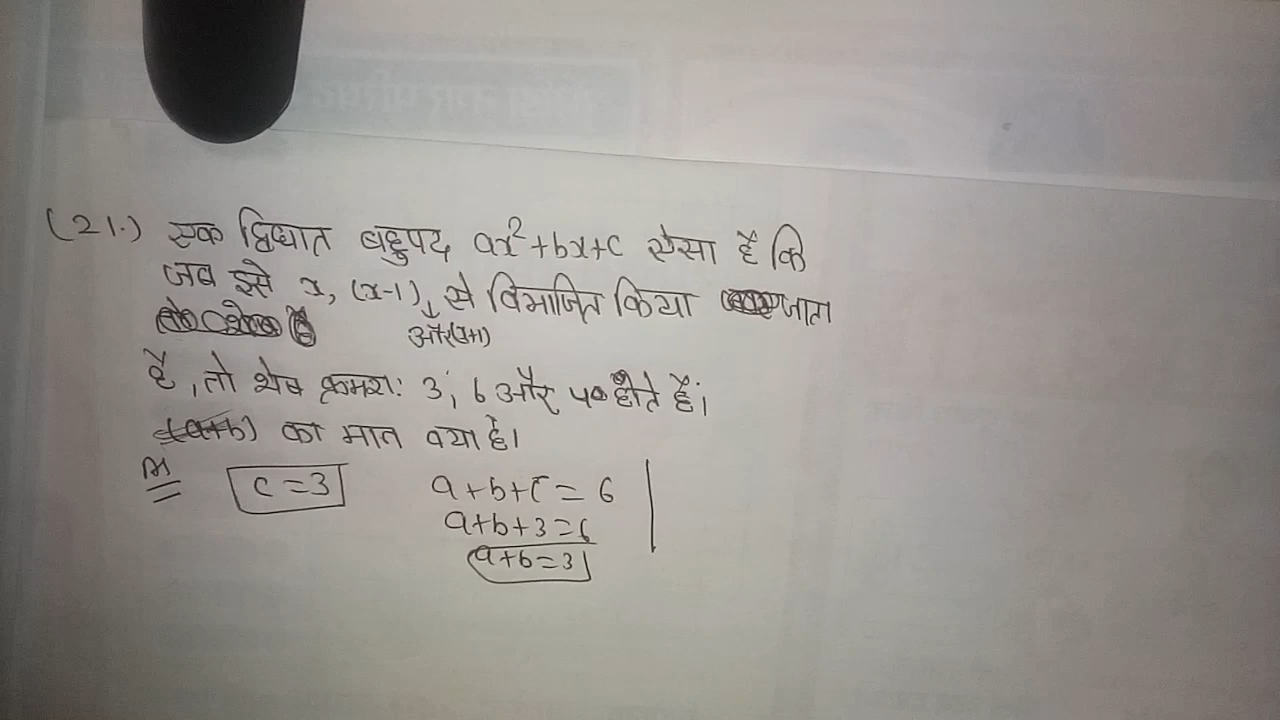 (21.) एक द्विघात बहुपद ax²+bx+c ऐसा है कि
जब इसे x, (x-1), से विभाजित किया जाता
और(x+1)
है, तो शेष क्रमशः 3, 6 और होते हैं।
(a+b) का मान क्या है।
c = 3
a+b+c = 6
a+b+3=6
a+b=3